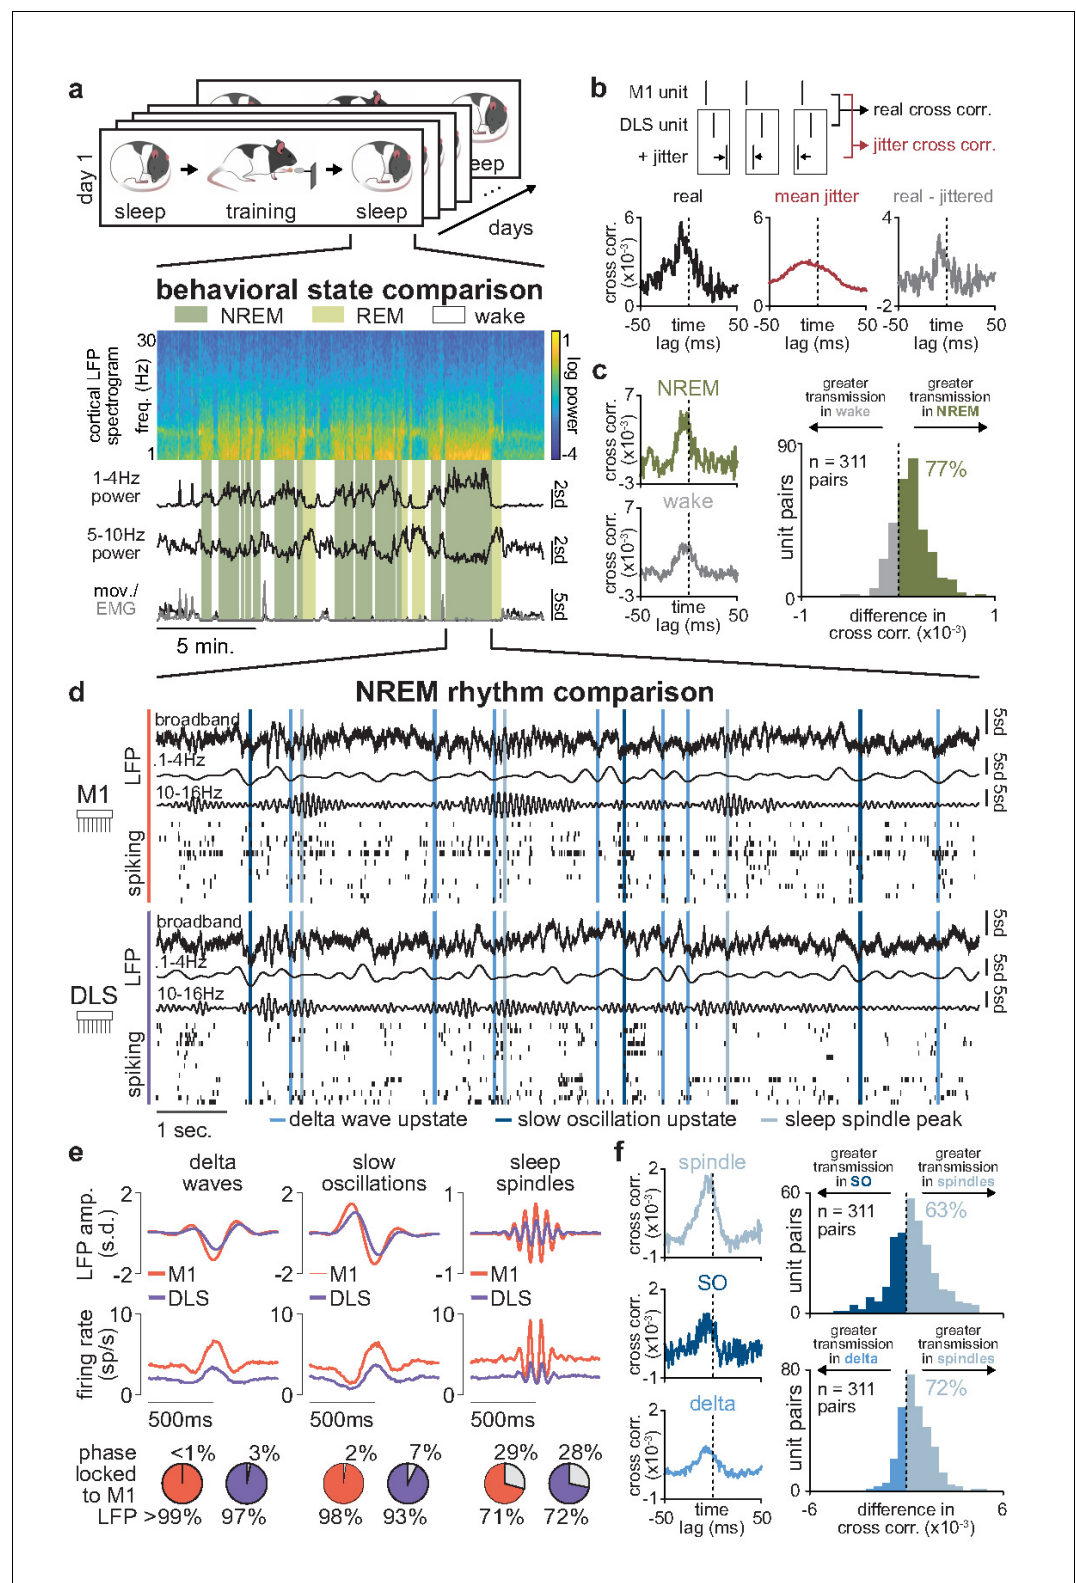 a
day 1
sleep
training
sleep
sleep
...
days
behavioral state comparison
NREM
REM
wake
cortical LFP
spectrogram
freq. (Hz)
30
1
1
log power
-4
1-4Hz
power
2sd
5-10Hz
power
2sd
mov./
EMG
5sd
5 min.
b
M1 unit
DLS unit
+ jitter
real cross corr.
jitter cross corr.
real
mean jitter
real - jittered
cross corr.
(x10-3)
6
0
-50
time
lag (ms)
50
6
0
-50
time
lag (ms)
50
4
-2
-50
time
lag (ms)
50
c
NREM
cross corr.
(x10-3)
7
-3
wake
cross corr.
(x10-3)
7
-3
-50
time
lag (ms)
50
greater
transmission
in wake
greater
transmission
in NREM
90
n = 311
pairs
77%
unit pairs
0
-1
difference in
cross corr. (x10-3)
1
d
NREM rhythm comparison
M1
LFP
broadband
5sd
.1-4Hz
5sd
10-16Hz
5sd
spiking
DLS
LFP
broadband
5sd
.1-4Hz
5sd
10-16Hz
5sd
spiking
1 sec.
delta wave upstate
slow oscillation upstate
sleep spindle peak
e
delta
waves
slow
oscillations
sleep
spindles
LFP amp.
(s.d.)
2
-2
2
-2
1
-1
M1
DLS
M1
DLS
M1
DLS
firing rate
(sp/s)
10
0
10
0
10
0
500ms
500ms
500ms
phase
locked
to M1
LFP
<1%
3%
2%
7%
29%
28%
>99%
97%
98%
93%
71%
72%
f
spindle
cross corr.
(x10-3)
2
-1
SO
cross corr.
(x10-3)
2
-1
delta
cross corr.
(x10-3)
2
-1
-50
time
lag (ms)
50
greater
transmission
in SO
greater
transmission
in spindles
60
n = 311
pairs
63%
unit pairs
0
greater
transmission
in delta
greater
transmission
in spindles
80
n = 311
pairs
72%
unit pairs
0
-6
difference in
cross corr. (x10-3)
6